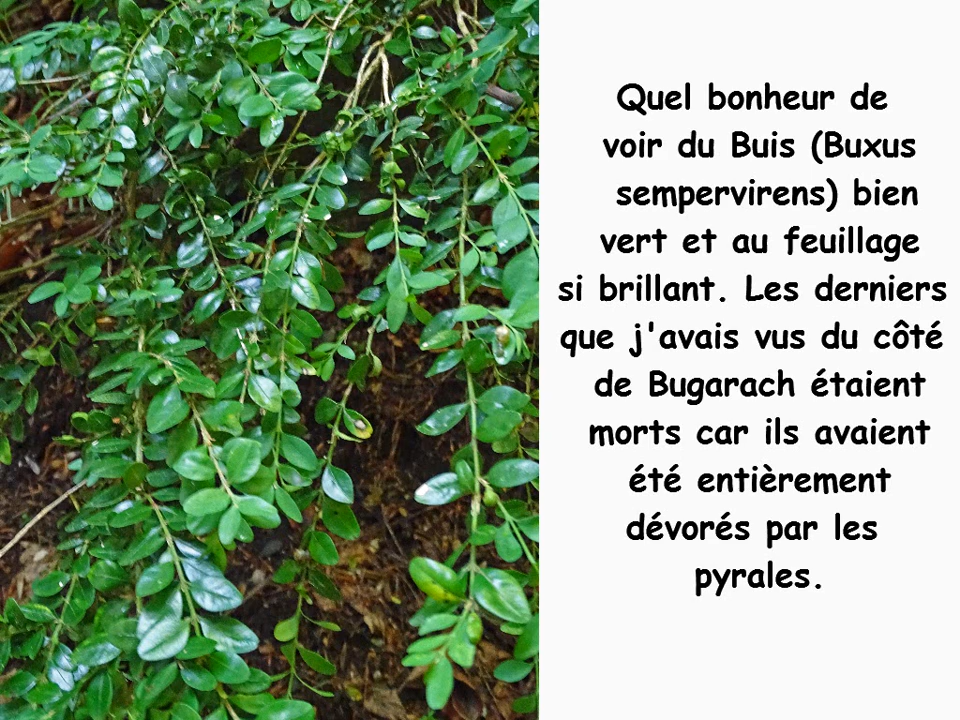 Quel bonheur de
voir du Buis (Buxus
sempervirens) bien
vert et au feuillage
si brillant. Les derniers
que j'avais vus du côté
de Bugarach étaient
morts car ils avaient
été entièrement
dévorés par les
pyrales.